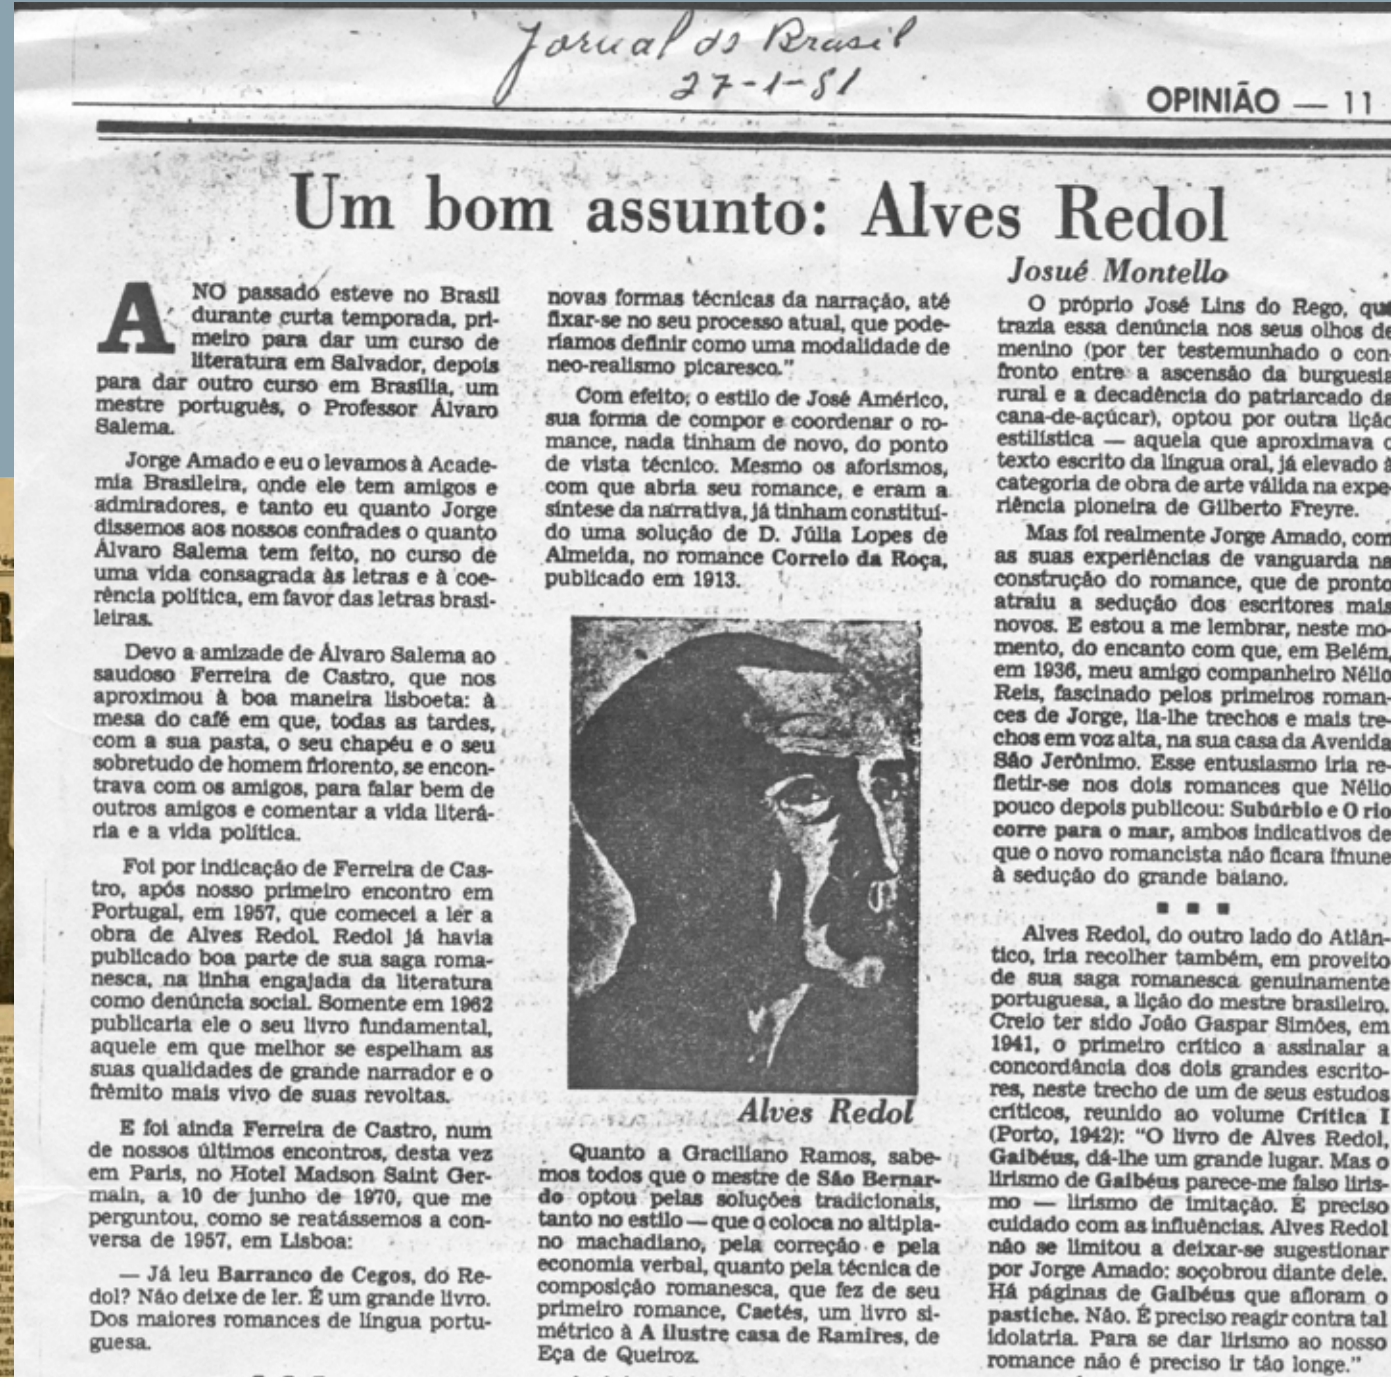 Jornal do Brasil
27-1-81
OPINIÃO — 11
Um bom assunto: Alves Redol
Josué Montello
ANO passado esteve no Brasil
durante curta temporada, pri-
meiro para dar um curso de
literatura em Salvador, depois
para dar outro curso em Brasília, um
mestre português, o Professor Álvaro
Salema.
Jorge Amado e eu o levamos à Acade-
mia Brasileira, onde ele tem amigos e
admiradores, e tanto eu quanto Jorge
dissemos aos nossos confrades o quanto
Álvaro Salema tem feito, no curso de
uma vida consagrada às letras e à coe-
rência política, em favor das letras brasi-
leiras.
Devo a amizade de Álvaro Salema ao
saudoso Ferreira de Castro, que nos
aproximou à boa maneira lisboeta: à
mesa do café em que, todas as tardes,
com a sua pasta, o seu chapéu e o seu
sobretudo de homem friorento, se encon-
trava com os amigos, para falar bem de
outros amigos e comentar a vida literá-
ria e a vida política.
Foi por indicação de Ferreira de Cas-
tro, após nosso primeiro encontro em
Portugal, em 1957, que comecei a ler a
obra de Alves Redol. Redol já havia
publicado boa parte de sua saga roma-
nesca, na linha engajada da literatura
como denúncia social. Somente em 1962
publicaria ele o seu livro fundamental,
aquele em que melhor se espelham as
suas qualidades de grande narrador e o
frêmito mais vivo de suas revoltas.
E foi ainda Ferreira de Castro, num
de nossos últimos encontros, desta vez
em Paris, no Hotel Madson Saint Ger-
main, a 10 de junho de 1970, que me
perguntou, como se reatássemos a con-
versa de 1957, em Lisboa:
— Já leu Barranco de Cegos, do Re-
dol? Não deixe de ler. É um grande livro.
Dos maiores romances de língua portu-
guesa.
novas formas técnicas da narração, até
fixar-se no seu processo atual, que pode-
ríamos definir como uma modalidade de
neo-realismo picaresco."
Com efeito, o estilo de José Américo,
sua forma de compor e coordenar o ro-
mance, nada tinham de novo, do ponto
de vista técnico. Mesmo os aforismos,
com que abria seu romance, e eram a
síntese da narrativa, já tinham constituí-
do uma solução de D. Júlia Lopes de
Almeida, no romance Correio da Roça,
publicado em 1913.
Alves Redol
Quanto a Graciliano Ramos, sabe-
mos todos que o mestre de São Bernar-
do optou pelas soluções tradicionais,
tanto no estilo — que o coloca no altipla-
no machadiano, pela correção e pela
economia verbal, quanto pela técnica de
composição romanesca, que fez de seu
primeiro romance, Caetés, um livro si-
métrico à A ilustre casa de Ramires, de
Eça de Queiroz.
O próprio José Lins do Rego, que
trazia essa denúncia nos seus olhos de
menino (por ter testemunhado o con-
fronto entre a ascensão da burguesia
rural e a decadência do patriarcado da
cana-de-açúcar), optou por outra lição
estilística — aquela que aproximava o
texto escrito da língua oral, já elevado à
categoria de obra de arte válida na expe-
riência pioneira de Gilberto Freyre.
Mas foi realmente Jorge Amado, com
as suas experiências de vanguarda na
construção do romance, que de pronto
atraiu a sedução dos escritores mais
novos. E estou a me lembrar, neste mo-
mento, do encanto com que, em Belém,
em 1936, meu amigo companheiro Nélio
Reis, fascinado pelos primeiros roman-
ces de Jorge, lia-lhe trechos e mais tre-
chos em voz alta, na sua casa da Avenida
São Jerônimo. Esse entusiasmo iria re-
fletir-se nos dois romances que Nélio
pouco depois publicou: Subúrbio e O rio
corre para o mar, ambos indicativos de
que o novo romancista não ficara imune
à sedução do grande baiano.
Alves Redol, do outro lado do Atlân-
tico, iria recolher também, em proveito
de sua saga romanesca genuinamente
portuguesa, a lição do mestre brasileiro.
Creio ter sido João Gaspar Simões, em
1941, o primeiro crítico a assinalar a
concordância dos dois grandes escrito-
res, neste trecho de um de seus estudos
críticos, reunido ao volume Crítica I
(Porto, 1942): "O livro de Alves Redol,
Gaibéus, dá-lhe um grande lugar. Mas o
lirismo de Gaibéus parece-me falso liris-
mo — lirismo de imitação. É preciso
cuidado com as influências. Alves Redol
não se limitou a deixar-se sugestionar
por Jorge Amado: soçobrou diante dele.
Há páginas de Gaibéus que afloram o
pastiche. Não. É preciso reagir contra tal
idolatria. Para se dar lirismo ao nosso
romance não é preciso ir tão longe."